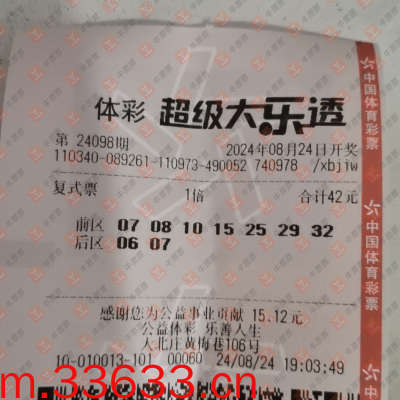 体彩 超级大乐透
第 24098期 2024年08月24日开奖
110340-089261-110973-490052 740978 /xbjiw
复式票 1倍 合计42元
前区 07 08 10 15 25 29 32
后区 06 07
感谢您为公益事业贡献 15.12元
公益体彩 乐善人生
大北庄黄梅巷106号
10-010013-101 00060 24/08/24 19:03:49
中国体育彩票
中国体育彩票
m.33633.cn